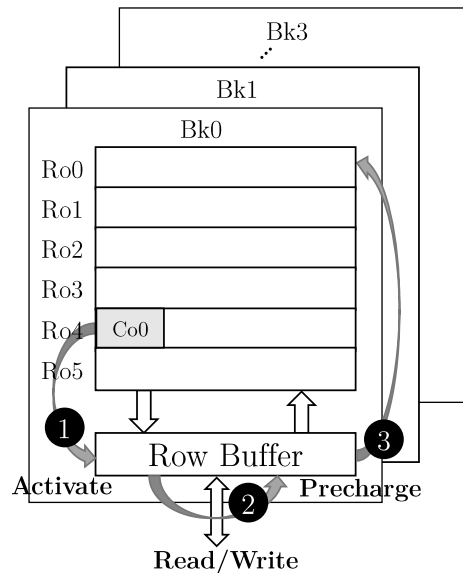 Bk3
Bk1
Bk0
Ro0
Ro1
Ro2
Ro3
Ro4 Co0
Ro5
1
3
Row Buffer
Activate 2 Precharge
Read/Write